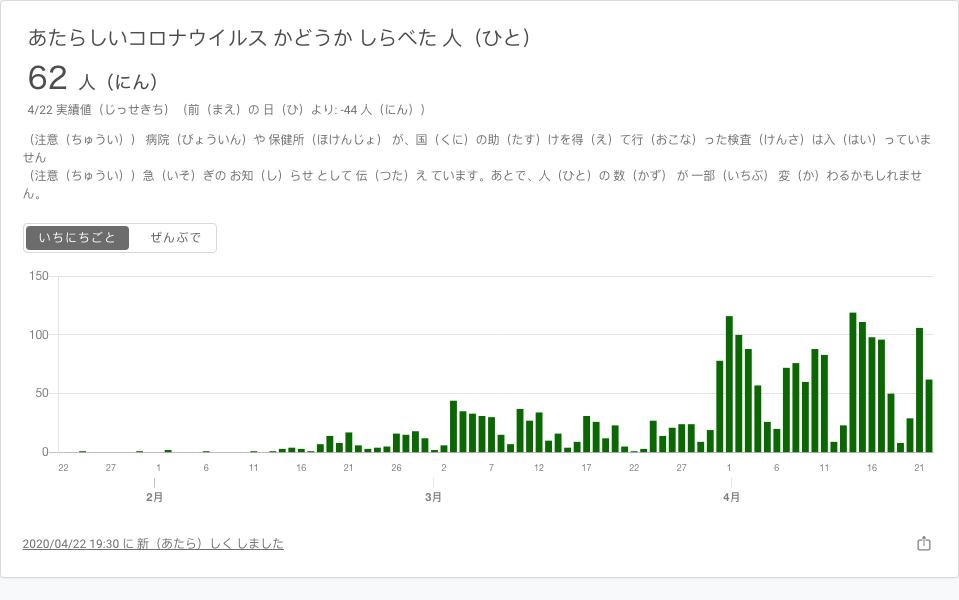 あたらしいコロナウイルス かどうか しらべた 人（ひと）
62 人（にん）
4/22 実績値（じっせきち）（前（まえ）の 日（ひ）より: -44 人（にん））
（注意（ちゅうい）） 病院（びょういん）や 保健所（ほけんじょ） が、国（くに）の助（たす）けを得（え）て行（おこな）った検査（けんさ）は入（はい）っていま
せん
（注意（ちゅうい））急（いそ）ぎの お知（し）らせ として 伝（つた）え ています。あとで、人（ひと）の 数（かず） が 一部（いちぶ） 変（か）わるかもしれませ
ん。
いちにちごと ぜんぶで
150
100
50
0
22 27 1 6 11 16 21 26 2 7 12 17 22 27 1 6 11 16 21
2月 3月 4月
2020/04/22 19:30 に 新（あたら）しく しました